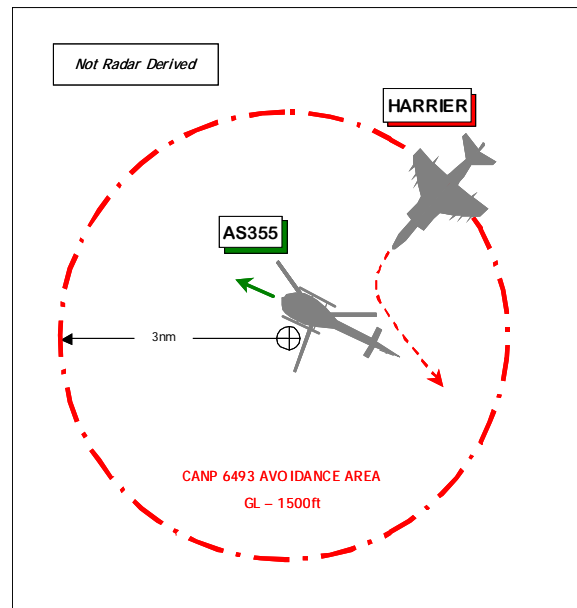 Not Radar Derived
HARRIER
AS355
3nm
CANP 6493 AVOIDANCE AREA
GL – 1500ft